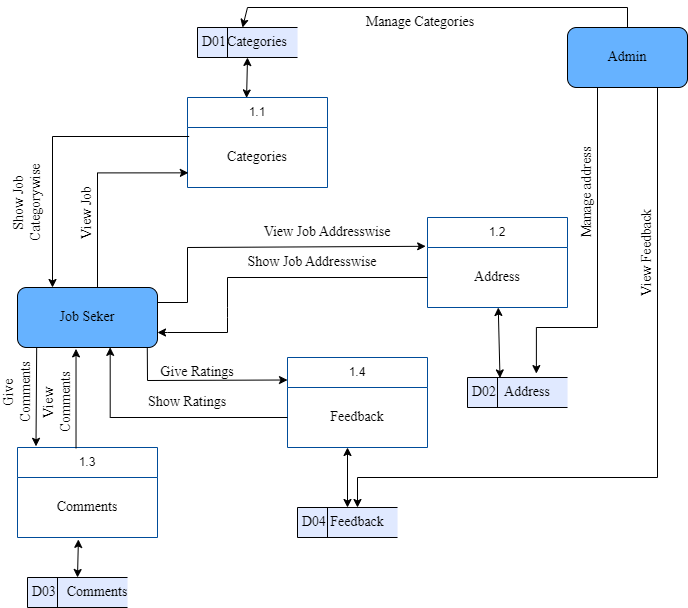 Manage Categories
D01 Categories
Admin
1.1
Categories
Show Job
Categorywise
View Job
Manage address
View Feedback
View Job Addresswise
1.2
Show Job Addresswise
Address
Job Seker
Give
Comments
View
Comments
Give Ratings
1.4
Show Ratings
Feedback
D02 Address
1.3
Comments
D04 Feedback
D03 Comments